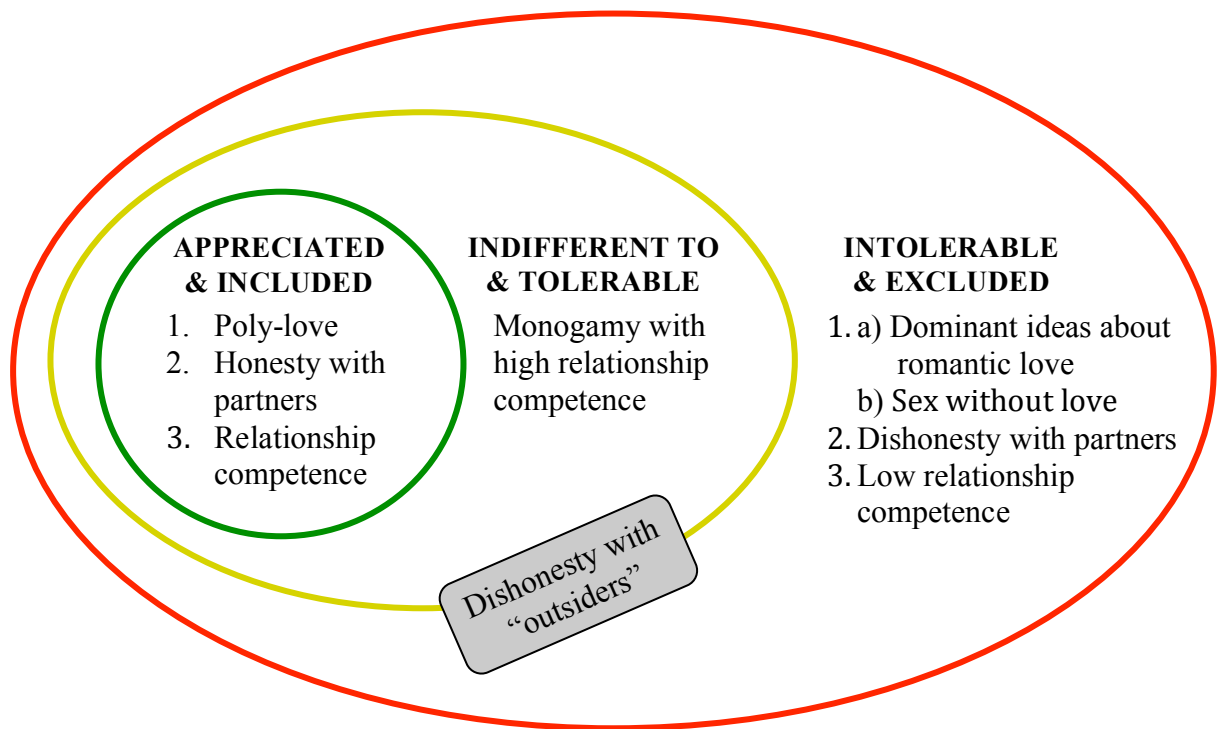 APPRECIATED
& INCLUDED
1. Poly-love
2. Honesty with
partners
3. Relationship
competence
INDIFFERENT TO
& TOLERABLE
Monogamy with
high relationship
competence
INTOLERABLE
& EXCLUDED
1. a) Dominant ideas about
romantic love
b) Sex without love
2. Dishonesty with partners
3. Low relationship
competence
Dishonesty with
“outsiders”